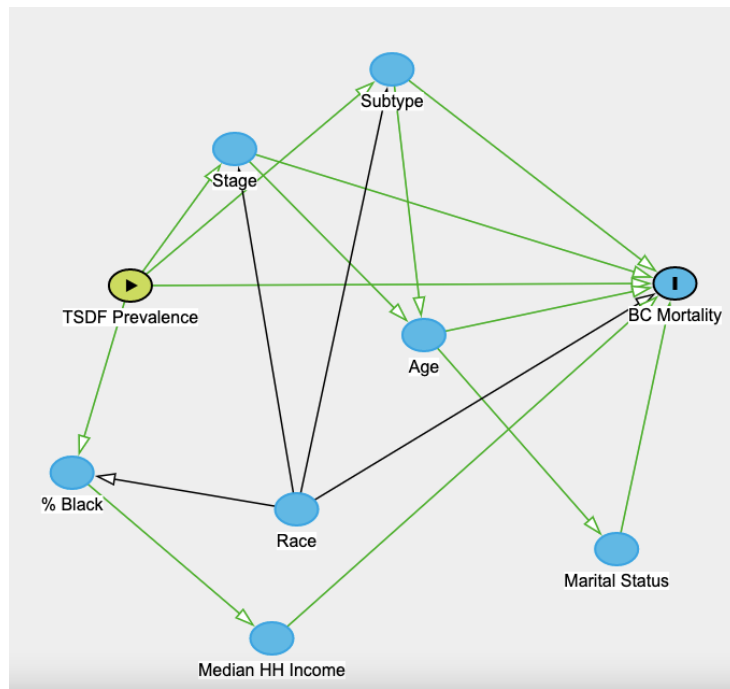 Subtype
Stage
TSDF Prevalence
BC Mortality
Age
% Black
Race
Marital Status
Median HH Income